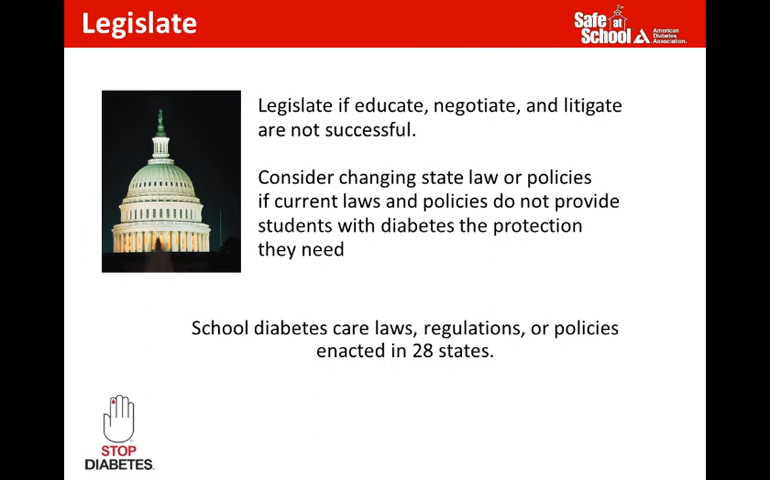 Legislate
Safe at School
American
Diabetes
Association.
Legislate if educate, negotiate, and litigate
are not successful.
Consider changing state law or policies
if current laws and policies do not provide
students with diabetes the protection
they need
School diabetes care laws, regulations, or policies
enacted in 28 states.
STOP
DIABETES.